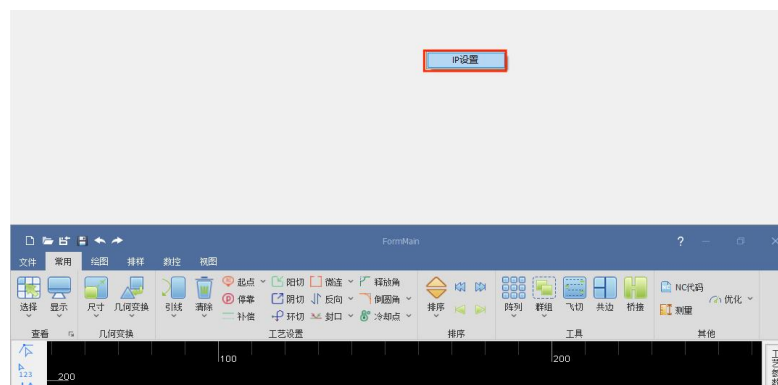 IP设置
FormMain
?
文件 常用 绘图 排样 数控 视图
起点 阳切 微连 释放角
NC代码
选择 显示 尺寸 几何变换 引线 清除 停靠 阴切 反向 倒圆角 排序 阵列 群组 飞切 共边 桥接 优化
补偿 环切 封口 冷却点
测量
查看 几何变换 工艺设置 排序 工具 其他
100 200
123
200
工艺参数